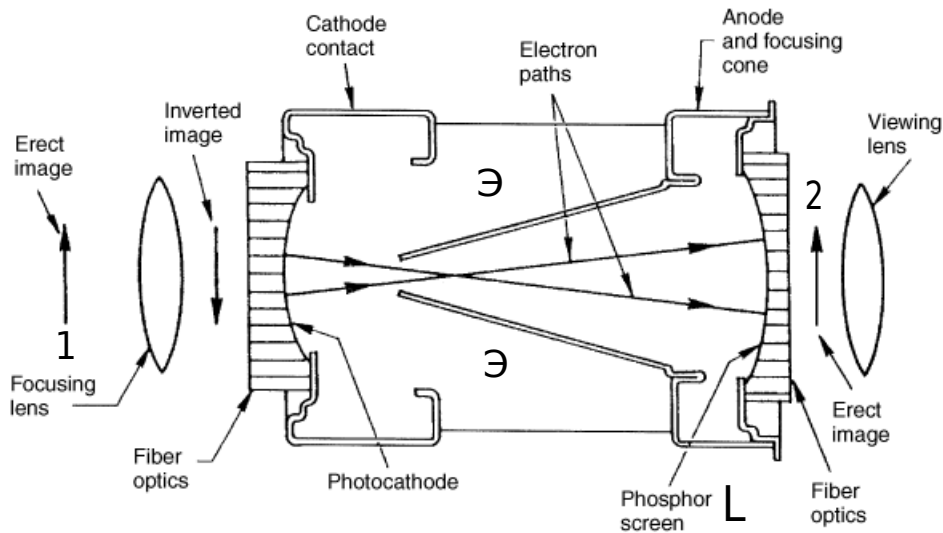 Cathode
contact
Anode
and focusing
cone
Electron
paths
Inverted
image
Erect
image
Viewing
lens
Э
2
1
Э
Focusing
lens
Fiber
optics
Photocathode
Phosphor
screen
L
Fiber
optics
Erect
image